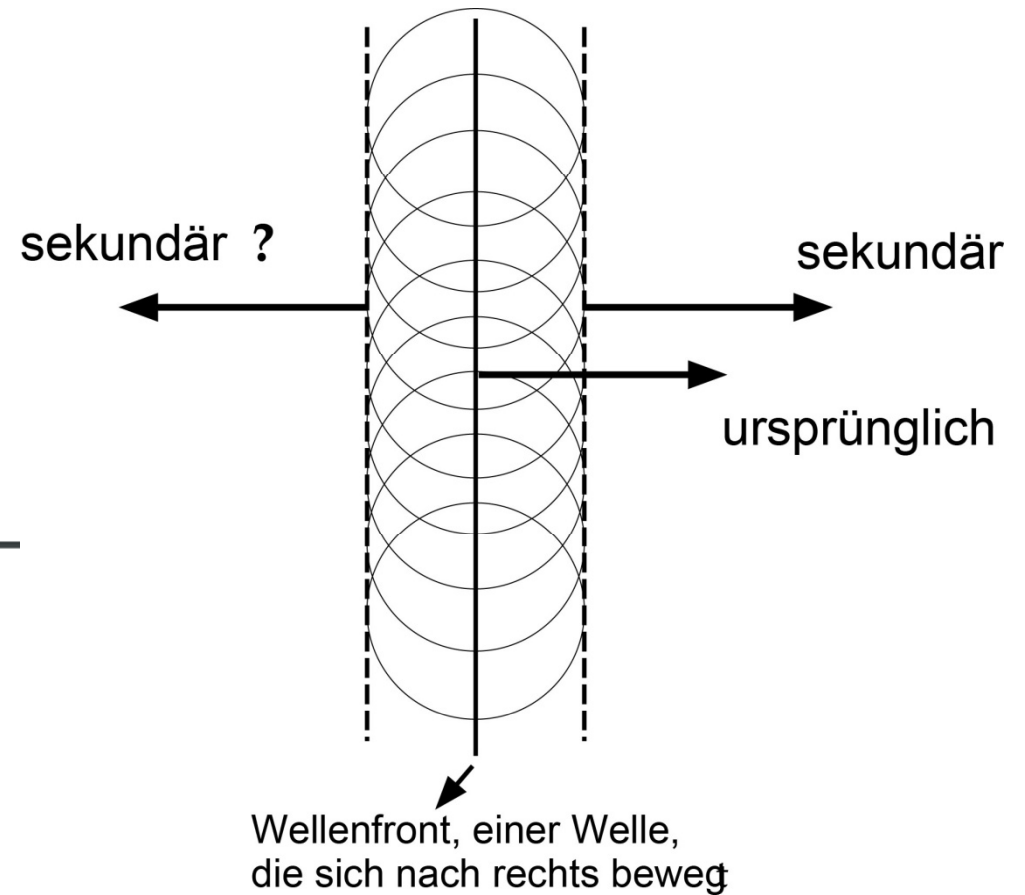 sekundär ?
sekundär
ursprünglich
Wellenfront, einer Welle,
die sich nach rechts bewegt